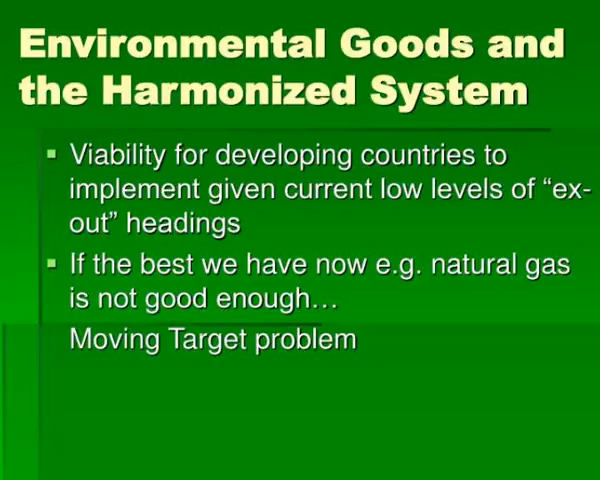 Environmental Goods and
the Harmonized System
▪ Viability for developing countries to
implement given current low levels of “ex-
out” headings
▪ If the best we have now e.g. natural gas
is not good enough…
Moving Target problem